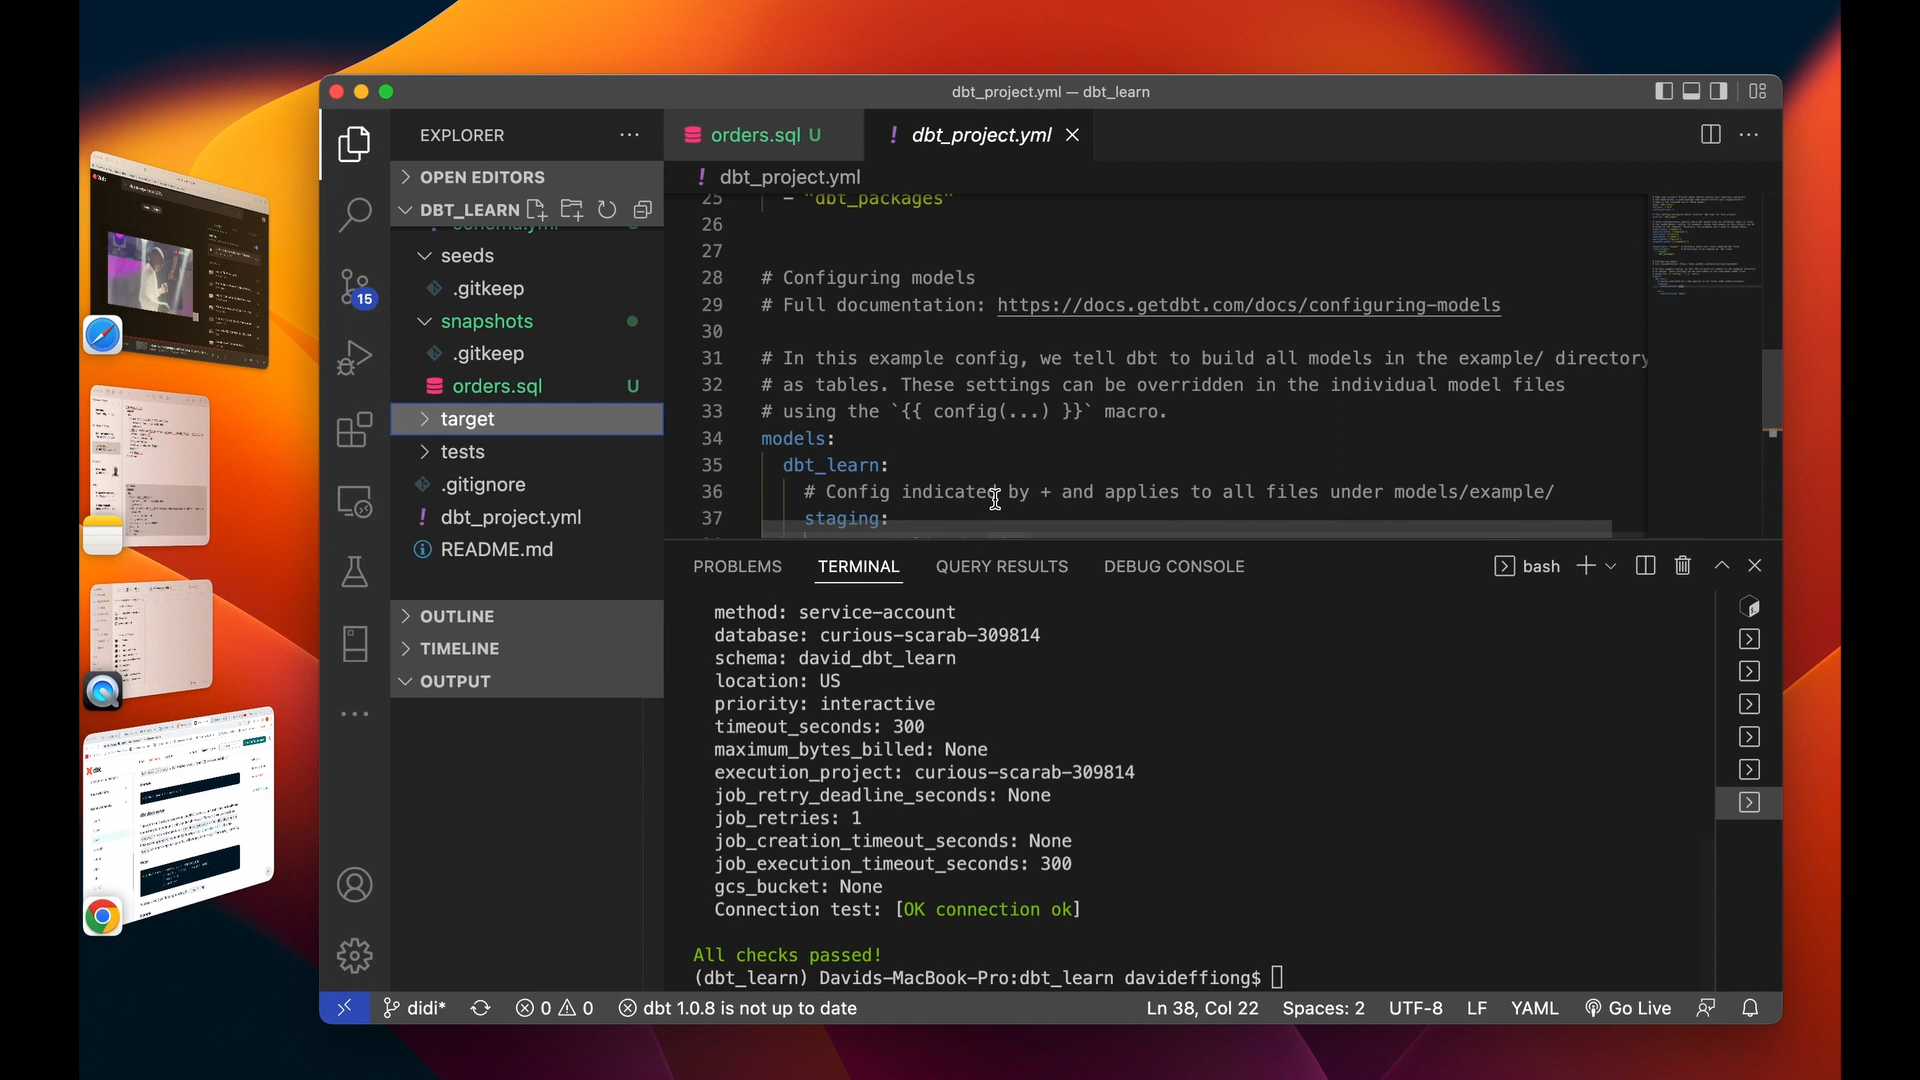 dbt_project.yml — dbt_learn
EXPLORER
OPEN EDITORS
DBT_LEARN
schema.yml
seeds
.gitkeep
snapshots
.gitkeep
orders.sql U
target
tests
.gitignore
! dbt_project.yml
README.md
OUTLINE
TIMELINE
OUTPUT
15
orders.sql U
! dbt_project.yml
! dbt_project.yml
25 - "dbt_packages"
26
27
28 # Configuring models
29 # Full documentation: https://docs.getdbt.com/docs/configuring-models
30
31 # In this example config, we tell dbt to build all models in the example/ directory
32 # as tables. These settings can be overridden in the individual model files
33 # using the `{{ config(...) }}` macro.
34 models:
35 dbt_learn:
36 # Config indicated by + and applies to all files under models/example/
37 staging:
PROBLEMS TERMINAL QUERY RESULTS DEBUG CONSOLE bash
method: service-account
database: curious-scarab-309814
schema: david_dbt_learn
location: US
priority: interactive
timeout_seconds: 300
maximum_bytes_billed: None
execution_project: curious-scarab-309814
job_retry_deadline_seconds: None
job_retries: 1
job_creation_timeout_seconds: None
job_execution_timeout_seconds: 300
gcs_bucket: None
Connection test: [OK connection ok]
All checks passed!
(dbt_learn) Davids-MacBook-Pro:dbt_learn davideffiong$
didi* 0 0 dbt 1.0.8 is not up to date Ln 38, Col 22 Spaces: 2 UTF-8 LF YAML Go Live